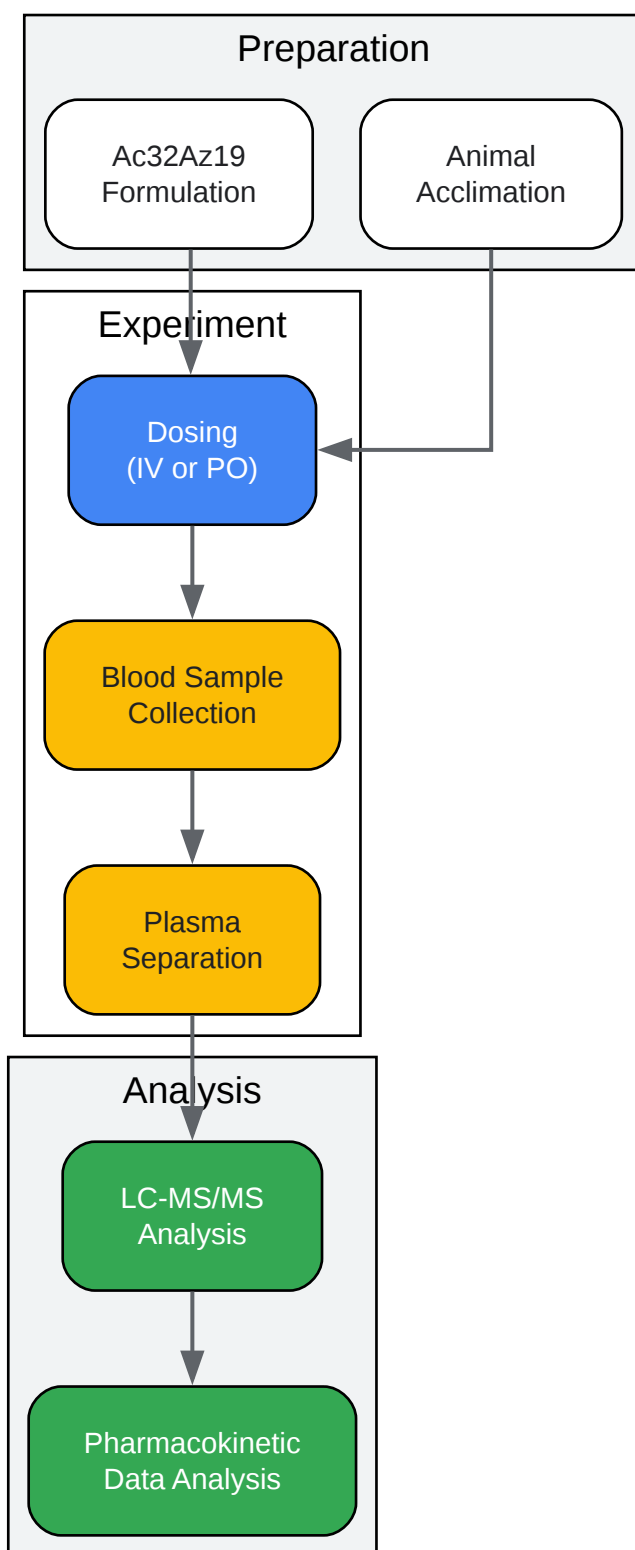 Preparation
Ac32Az19
Formulation
Animal
Acclimation
Experiment
Dosing
(IV or PO)
Blood Sample
Collection
Plasma
Separation
Analysis
LC-MS/MS
Analysis
Pharmacokinetic
Data Analysis